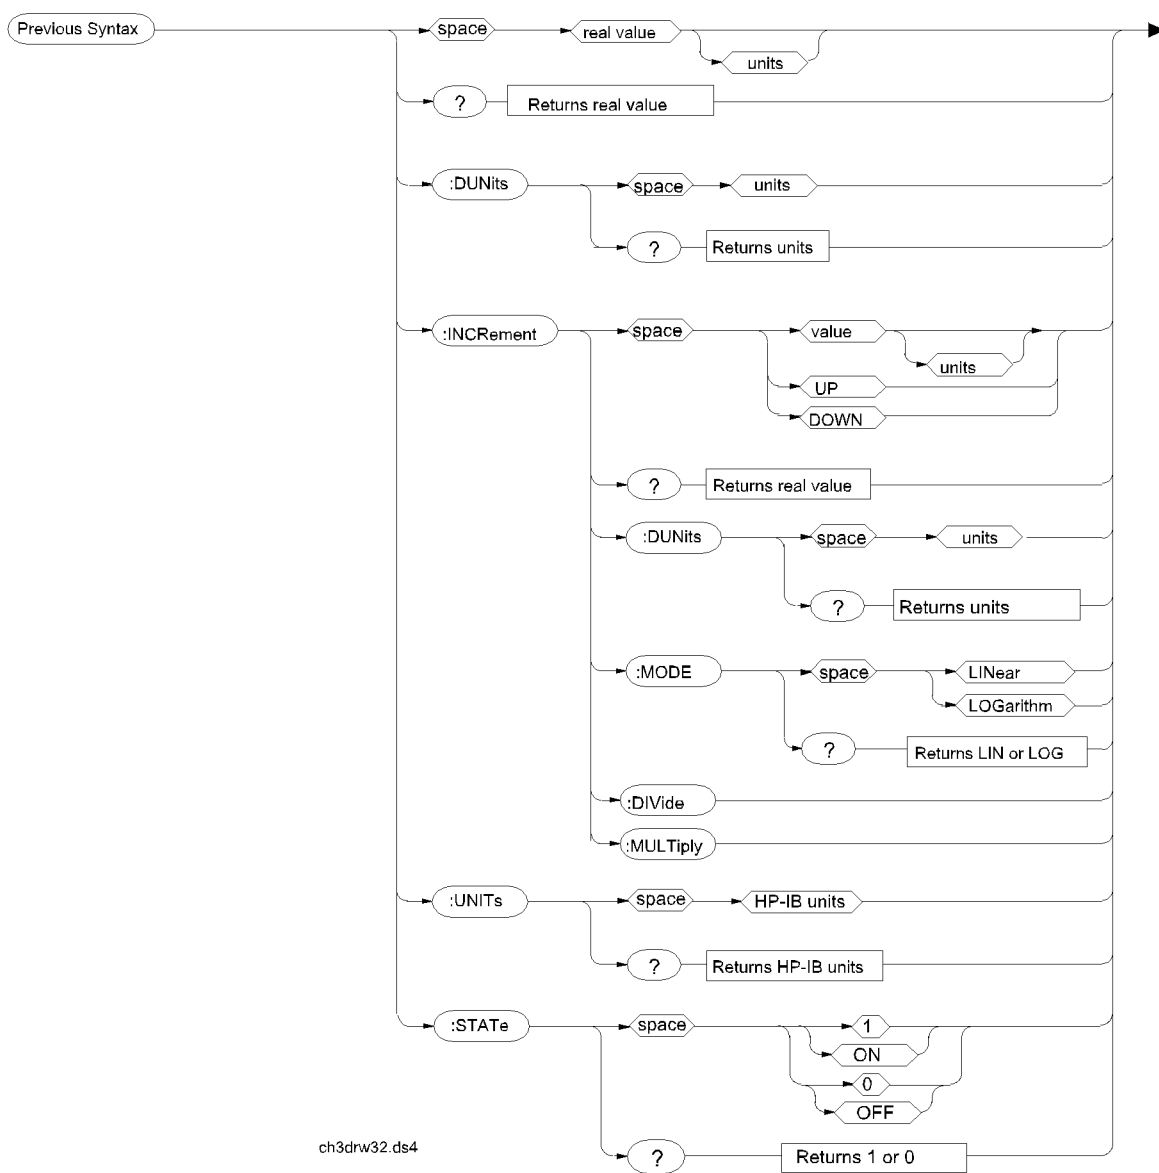 Previous Syntax
space
real value
units
?
Returns real value
:DUNits
space
units
?
Returns units
:INCRement
space
value
units
UP
DOWN
?
Returns real value
:DUNits
space
units
?
Returns units
:MODE
space
LINear
LOGarithm
?
Returns LIN or LOG
:DIVide
:MULTiply
:UNITs
space
HP-IB units
?
Returns HP-IB units
:STATe
space
1
ON
0
OFF
?
Returns 1 or 0
ch3drw32.ds4